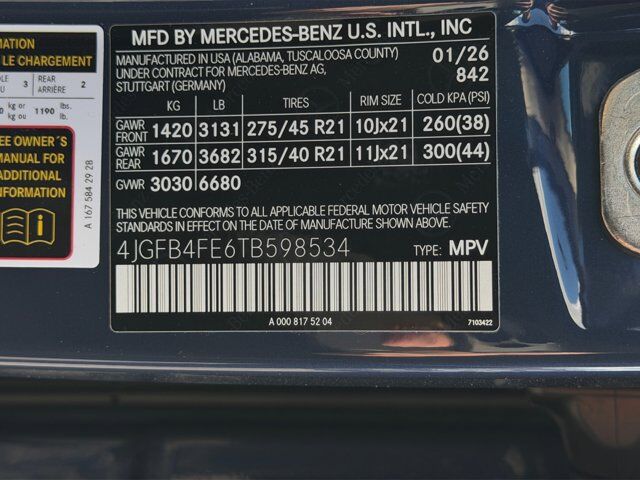 MATION
LE CHARGEMENT
3 REAR
ARRIÈRE 2
kg or
kg ou 1190 lbs.
lb.
EE OWNER´S
MANUAL FOR
ADDITIONAL
INFORMATION
A 167 584 29 28
MFD BY MERCEDES-BENZ U.S. INTL., INC
MANUFACTURED IN USA (ALABAMA, TUSCALOOSA COUNTY) 01/26
UNDER CONTRACT FOR MERCEDES-BENZ AG, 842
STUTTGART (GERMANY)
KG LB TIRES RIM SIZE COLD KPA (PSI)
GAWR FRONT 1420 3131 275/45 R21 10Jx21 260(38)
GAWR REAR 1670 3682 315/40 R21 11Jx21 300(44)
GVWR 3030 6680
THIS VEHICLE CONFORMS TO ALL APPLICABLE FEDERAL MOTOR VEHICLE SAFETY
STANDARDS IN EFFECT ON THE DATE OF MANUFACTURE SHOWN ABOVE.
4JGFB4FE6TB598534 TYPE: MPV
A 000 817 52 04 7103422